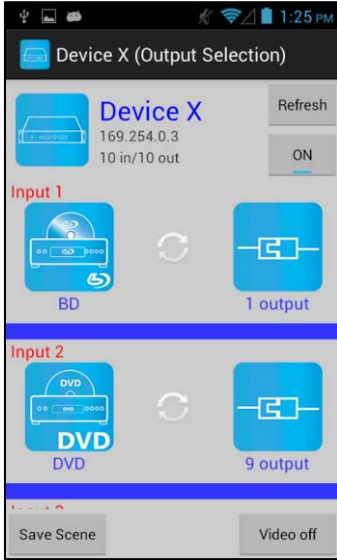 1:25 PM
Device X (Output Selection)
Device X
169.254.0.3
10 in/10 out
Refresh
ON
Input 1
BD
1 output
Input 2
DVD
DVD
DVD
9 output
Save Scene
Video off